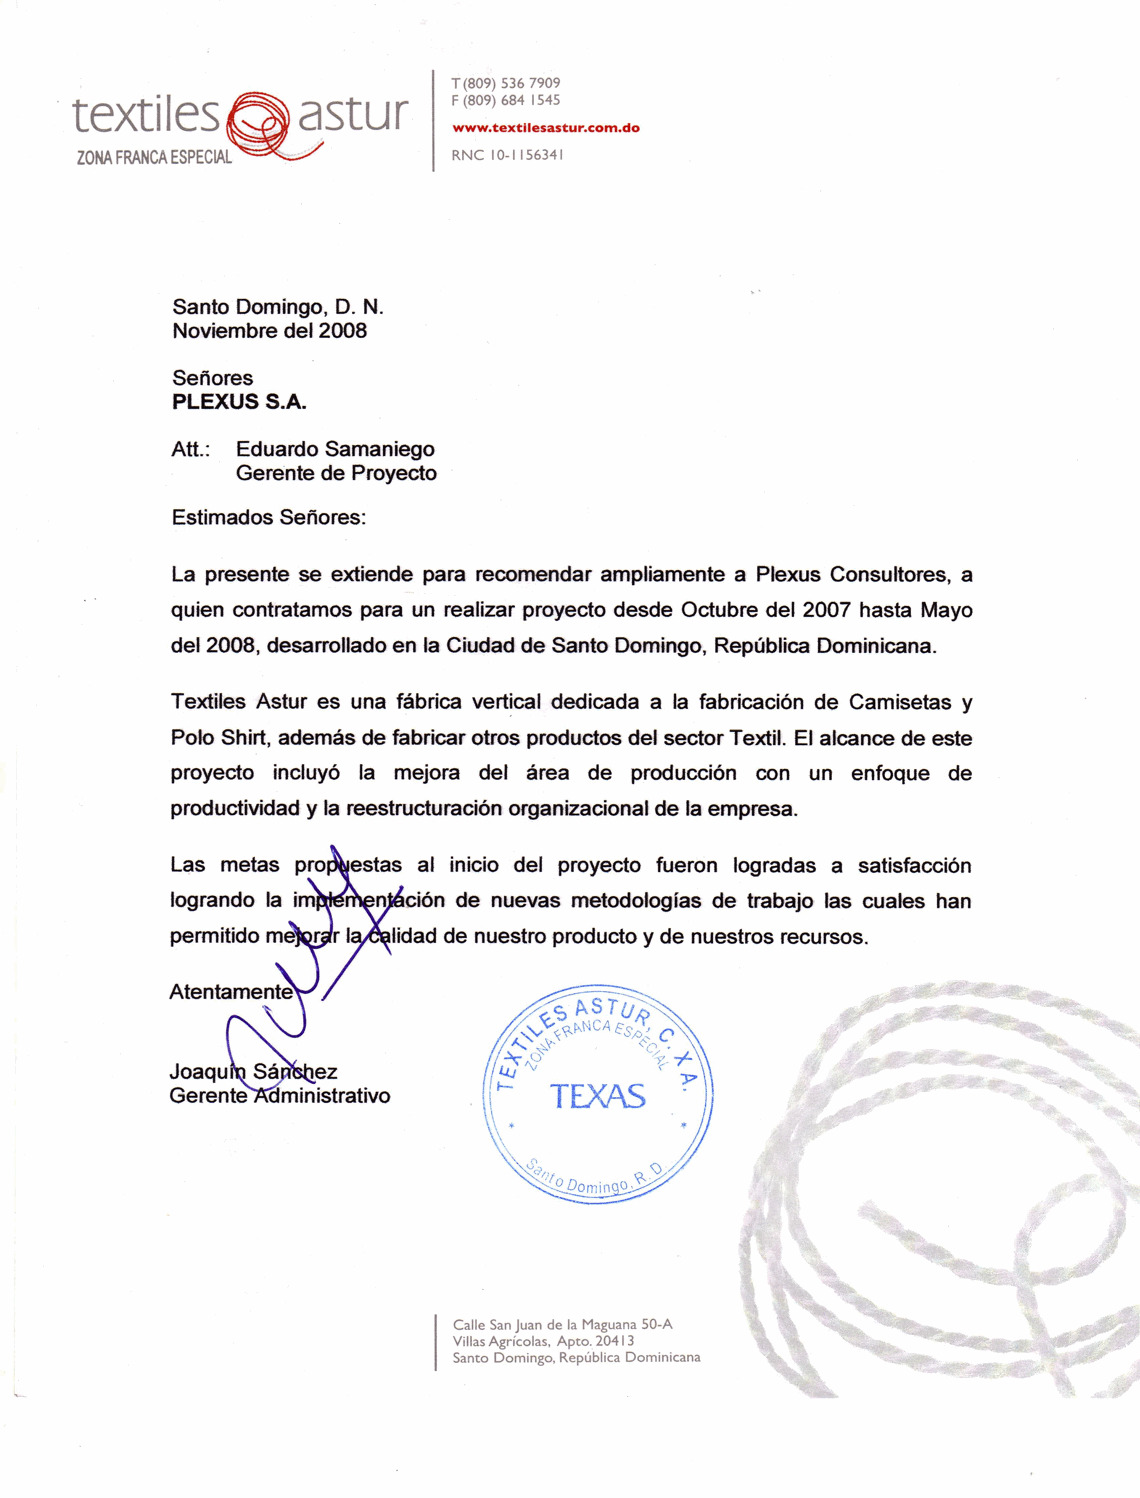 textiles astur
ZONA FRANCA ESPECIAL
T (809) 536 7909
F (809) 684 1545
www.textilesastur.com.do
RNC 10-1156341
Santo Domingo, D. N.
Noviembre del 2008
Señores
PLEXUS S.A.
Att.: Eduardo Samaniego
Gerente de Proyecto
Estimados Señores:
La presente se extiende para recomendar ampliamente a Plexus Consultores, a
quien contratamos para un realizar proyecto desde Octubre del 2007 hasta Mayo
del 2008, desarrollado en la Ciudad de Santo Domingo, República Dominicana.
Textiles Astur es una fábrica vertical dedicada a la fabricación de Camisetas y
Polo Shirt, además de fabricar otros productos del sector Textil. El alcance de este
proyecto incluyó la mejora del área de producción con un enfoque de
productividad y la reestructuración organizacional de la empresa.
Las metas propuestas al inicio del proyecto fueron logradas a satisfacción
logrando la implementación de nuevas metodologías de trabajo las cuales han
permitido mejorar la calidad de nuestro producto y de nuestros recursos.
Atentamente
Joaquín Sánchez
Gerente Administrativo
TEXTILES ASTUR, C. X A.
ZONA FRANCA ESPECIAL
TEXAS
* *
Santo Domingo, R. D.
Calle San Juan de la Maguana 50-A
Villas Agrícolas, Apto. 20413
Santo Domingo, República Dominicana